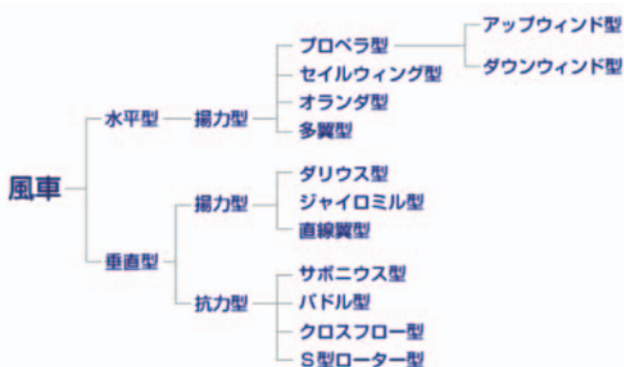 風車
水平型
揚力型
プロペラ型
アップウィンド型
ダウンウィンド型
セイルウィング型
オランダ型
多翼型
垂直型
揚力型
ダリウス型
ジャイロミル型
直線翼型
抗力型
サボニウス型
パドル型
クロスフロー型
S型ローター型